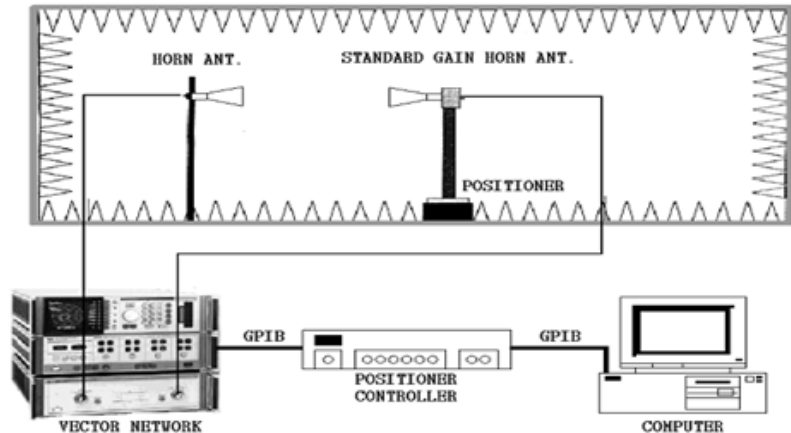 HORN ANT.
STANDARD GAIN HORN ANT.
POSITIONER
GPIB
GPIB
POSITIONER
CONTROLLER
VECTOR NETWORK
COMPUTER